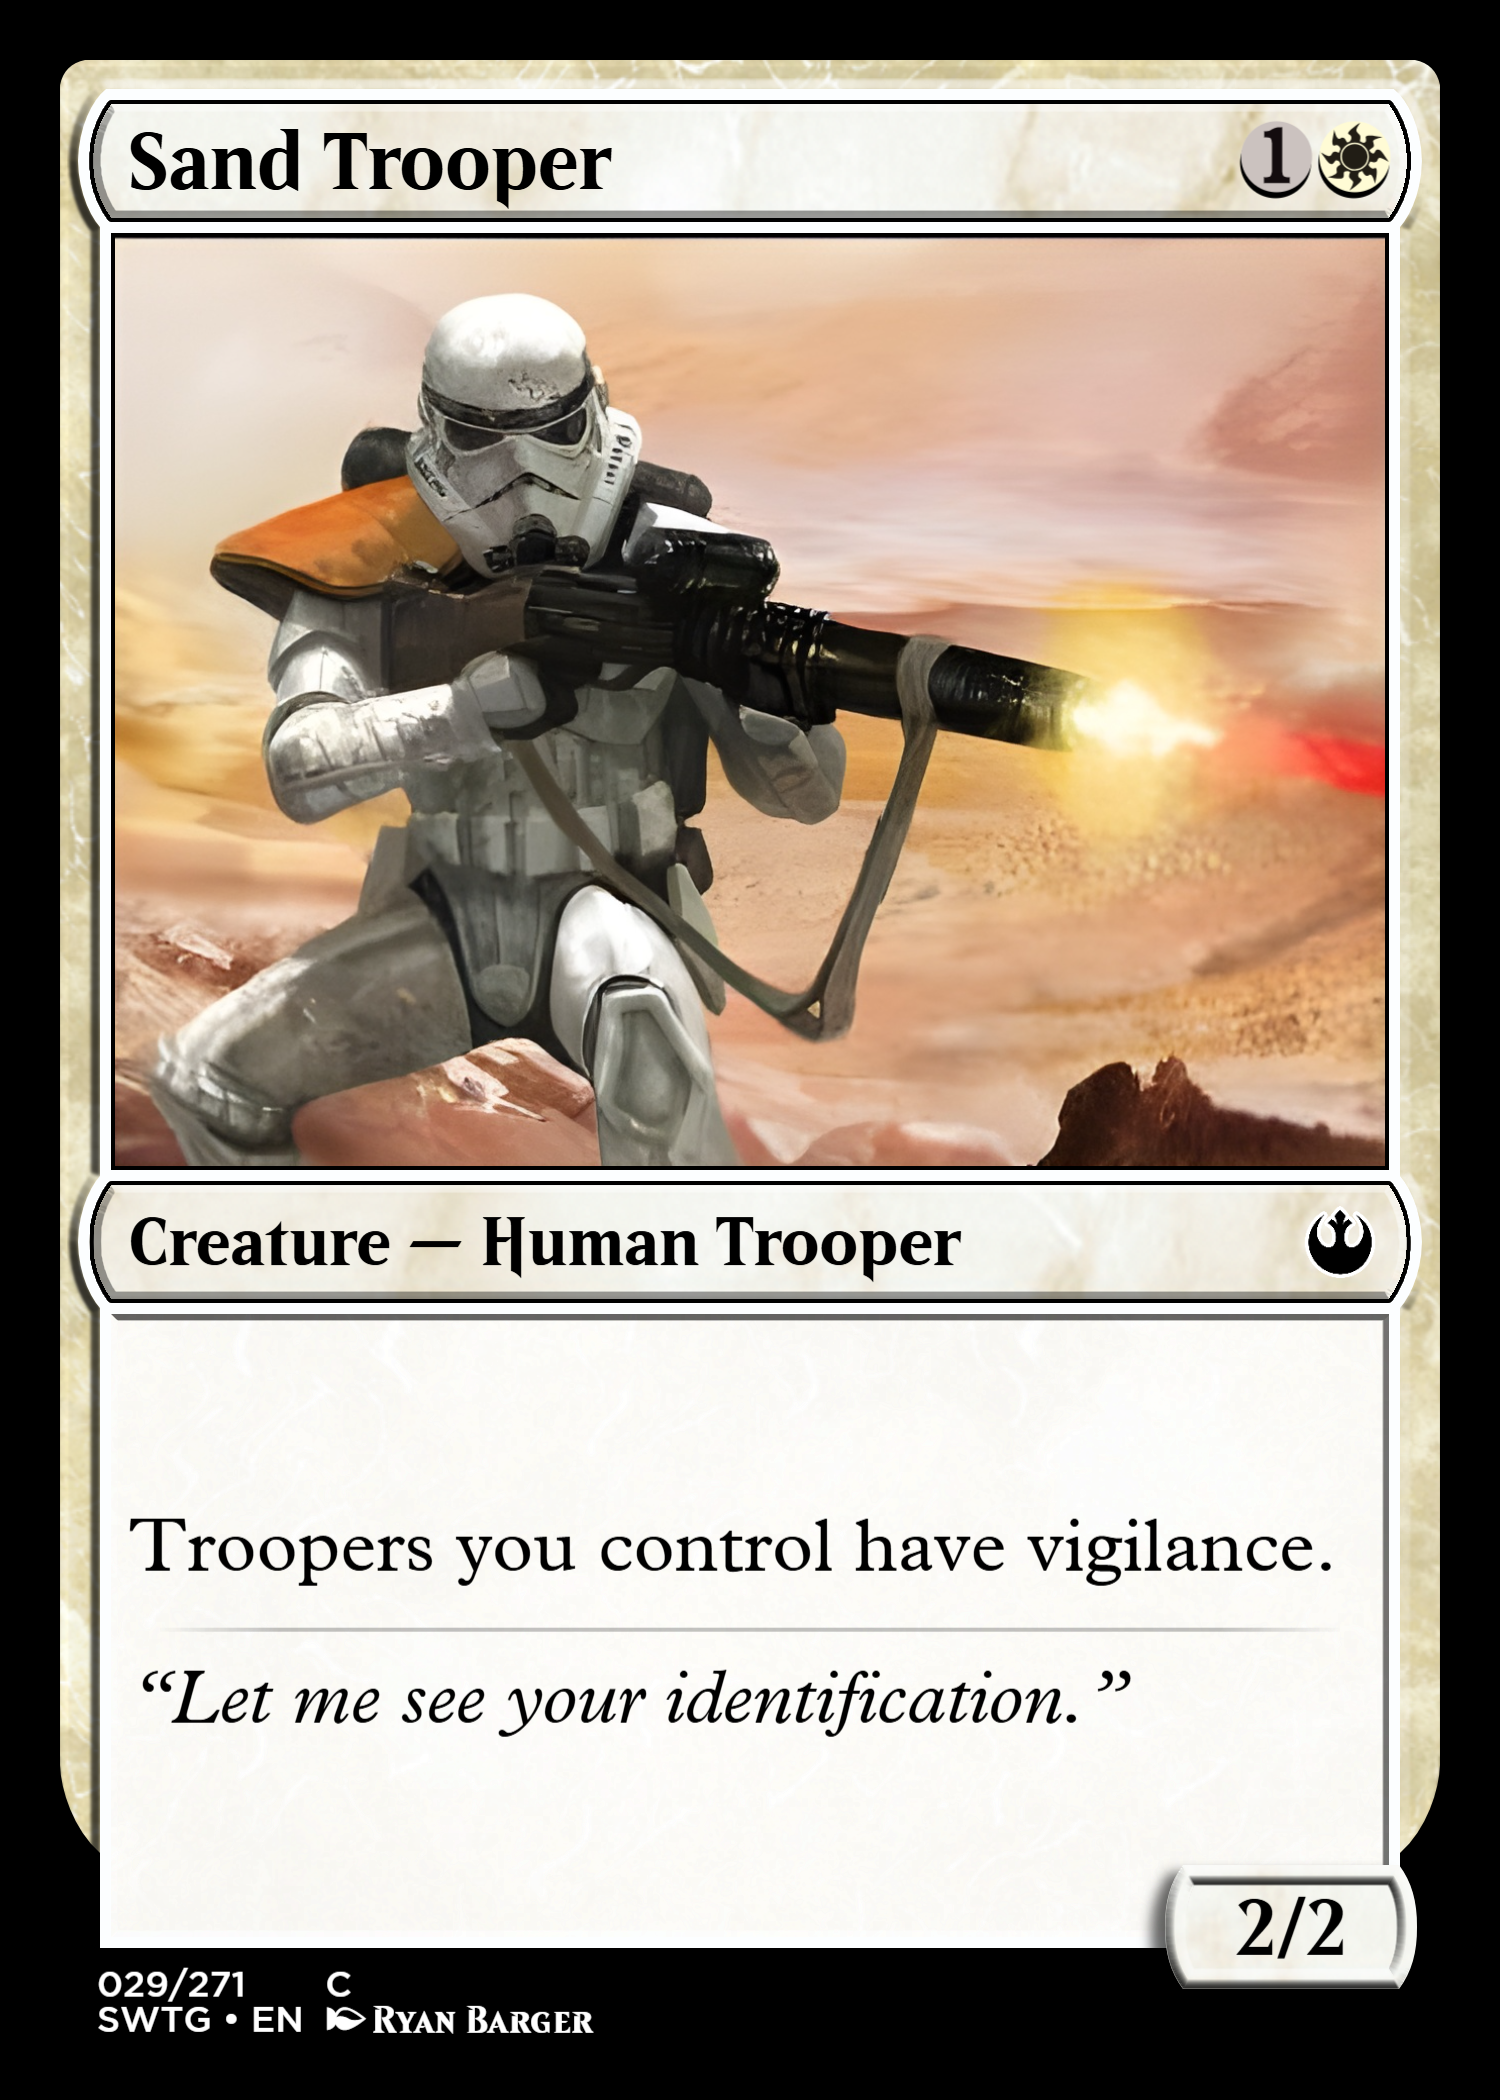 Sand Trooper 1
Creature — Human Trooper
Troopers you control have vigilance.
“Let me see your identification.”
2/2
029/271 C
SWTG • EN RYAN BARGER